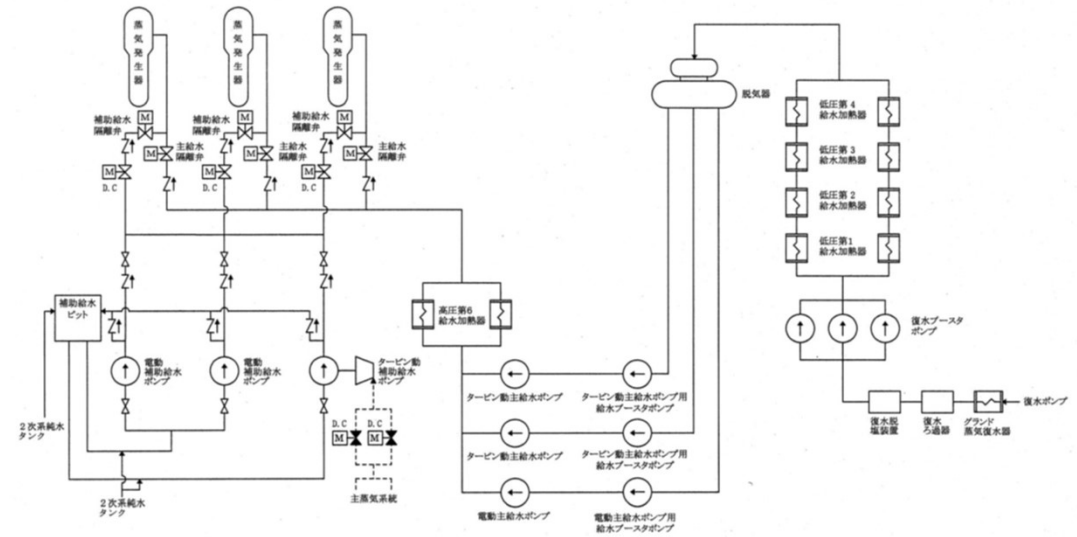 蒸気発生器
蒸気発生器
蒸気発生器
補助給水
隔離弁
M
補助給水
隔離弁
M
補助給水
隔離弁
M
M
主給水
隔離弁
M
主給水
隔離弁
M
主給水
隔離弁
M
D.C
M
D.C
M
D.C
補助給水
ピット
電動
補助給水
ポンプ
電動
補助給水
ポンプ
タービン動
補助給水
ポンプ
2次系純水
タンク
2次系純水
タンク
D.C
M
D.C
M
主蒸気系統
高圧第6
給水加熱器
タービン動主給水ポンプ
タービン動主給水ポンプ用
給水ブースタポンプ
タービン動主給水ポンプ
タービン動主給水ポンプ用
給水ブースタポンプ
電動主給水ポンプ
電動主給水ポンプ用
給水ブースタポンプ
脱気器
低圧第4
給水加熱器
低圧第3
給水加熱器
低圧第2
給水加熱器
低圧第1
給水加熱器
復水ブースタ
ポンプ
復水脱
塩装置
復水
ろ過器
グランド
蒸気復水器
復水ポンプ